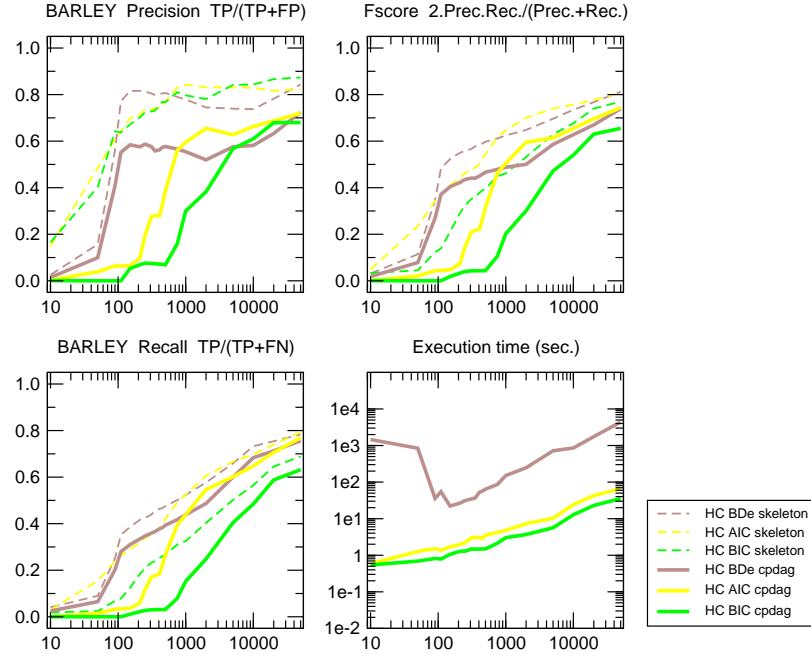 BARLEY Precision TP/(TP+FP)
1.0
0.8
0.6
0.4
0.2
0.0
10 100 1000 10000
Fscore 2.Prec.Rec./(Prec.+Rec.)
1.0
0.8
0.6
0.4
0.2
0.0
10 100 1000 10000
BARLEY Recall TP/(TP+FN)
1.0
0.8
0.6
0.4
0.2
0.0
10 100 1000 10000
Execution time (sec.)
1e4
1e3
1e2
1e1
1
1e-1
1e-2
10 100 1000 10000
HC BDe skeleton
HC AIC skeleton
HC BIC skeleton
HC BDe cpdag
HC AIC cpdag
HC BIC cpdag